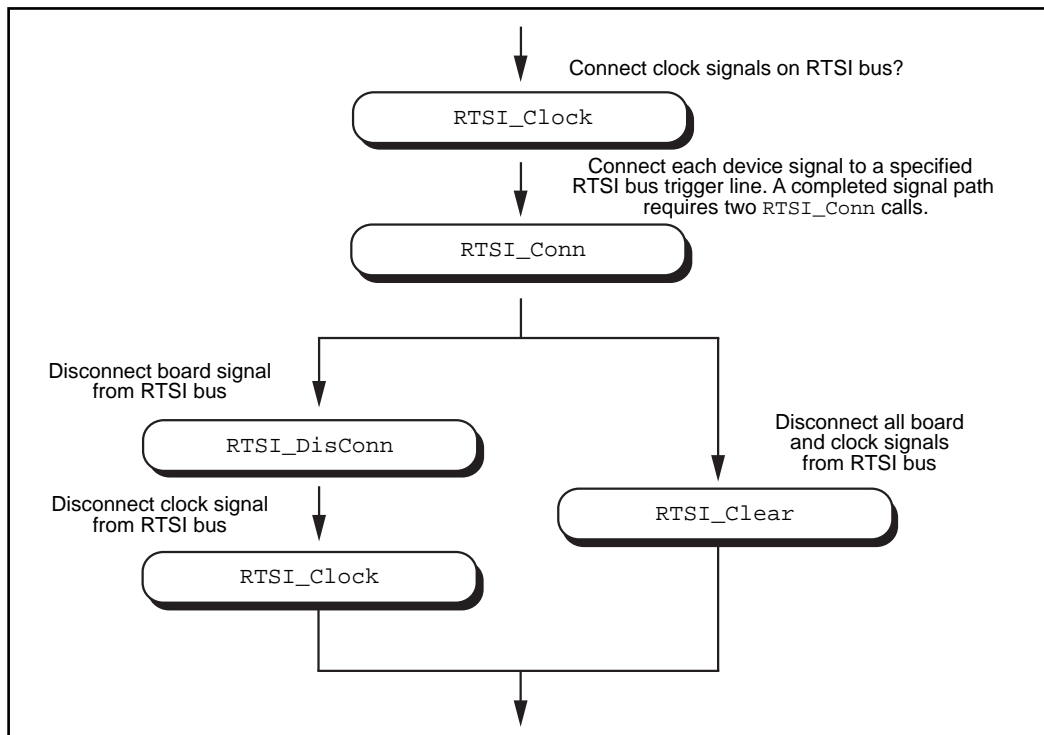 Connect clock signals on RTSI bus?
RTSI_Clock
Connect each device signal to a specified
RTSI bus trigger line. A completed signal path
requires two RTSI_Conn calls.
RTSI_Conn
Disconnect board signal
from RTSI bus
RTSI_DisConn
Disconnect clock signal
from RTSI bus
RTSI_Clock
Disconnect all board
and clock signals
from RTSI bus
RTSI_Clear